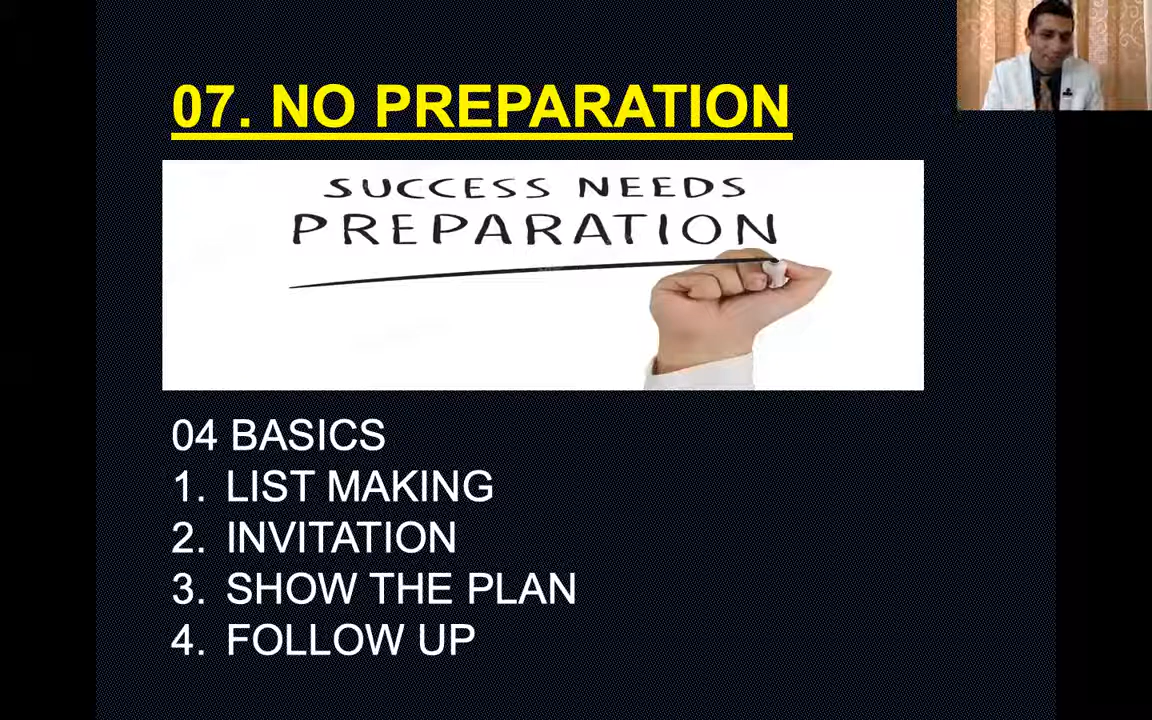 07. NO PREPARATION
SUCCESS NEEDS
PREPARATION
04 BASICS
1. LIST MAKING
2. INVITATION
3. SHOW THE PLAN
4. FOLLOW UP